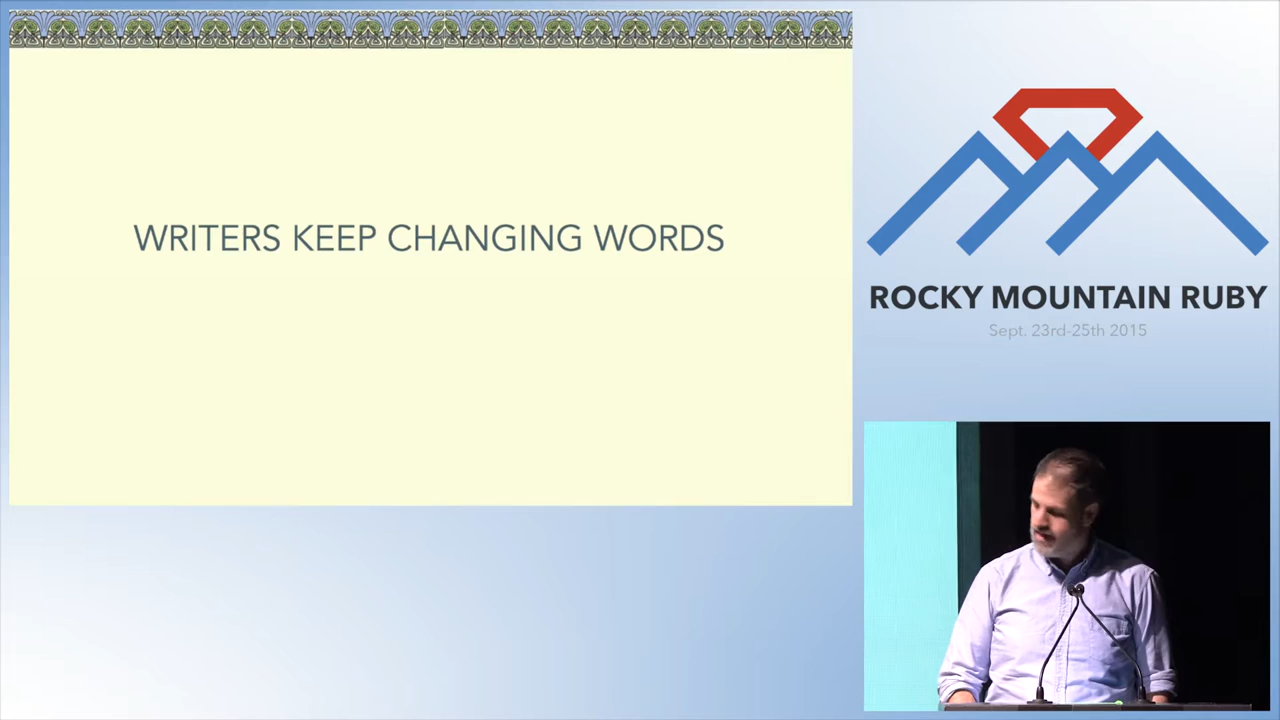 WRITERS KEEP CHANGING WORDS
ROCKY MOUNTAIN RUBY
Sept. 23rd-25th 2015